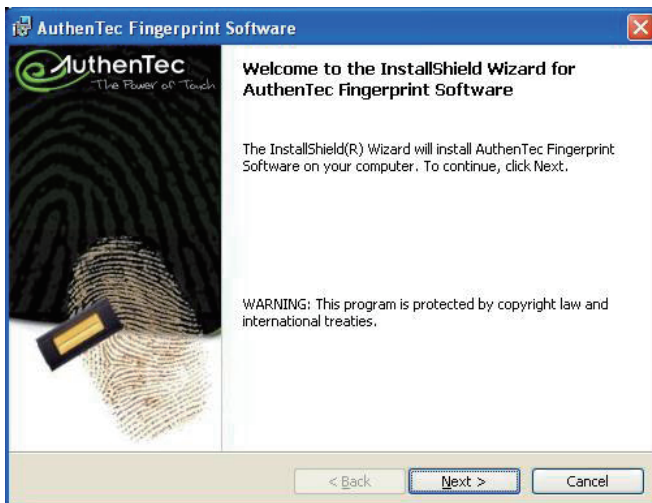 AuthenTec Fingerprint Software
AuthenTec
The Power of Touch
Welcome to the InstallShield Wizard for
AuthenTec Fingerprint Software
The InstallShield(R) Wizard will install AuthenTec Fingerprint
Software on your computer. To continue, click Next.
WARNING: This program is protected by copyright law and
international treaties.
< Back
Next >
Cancel